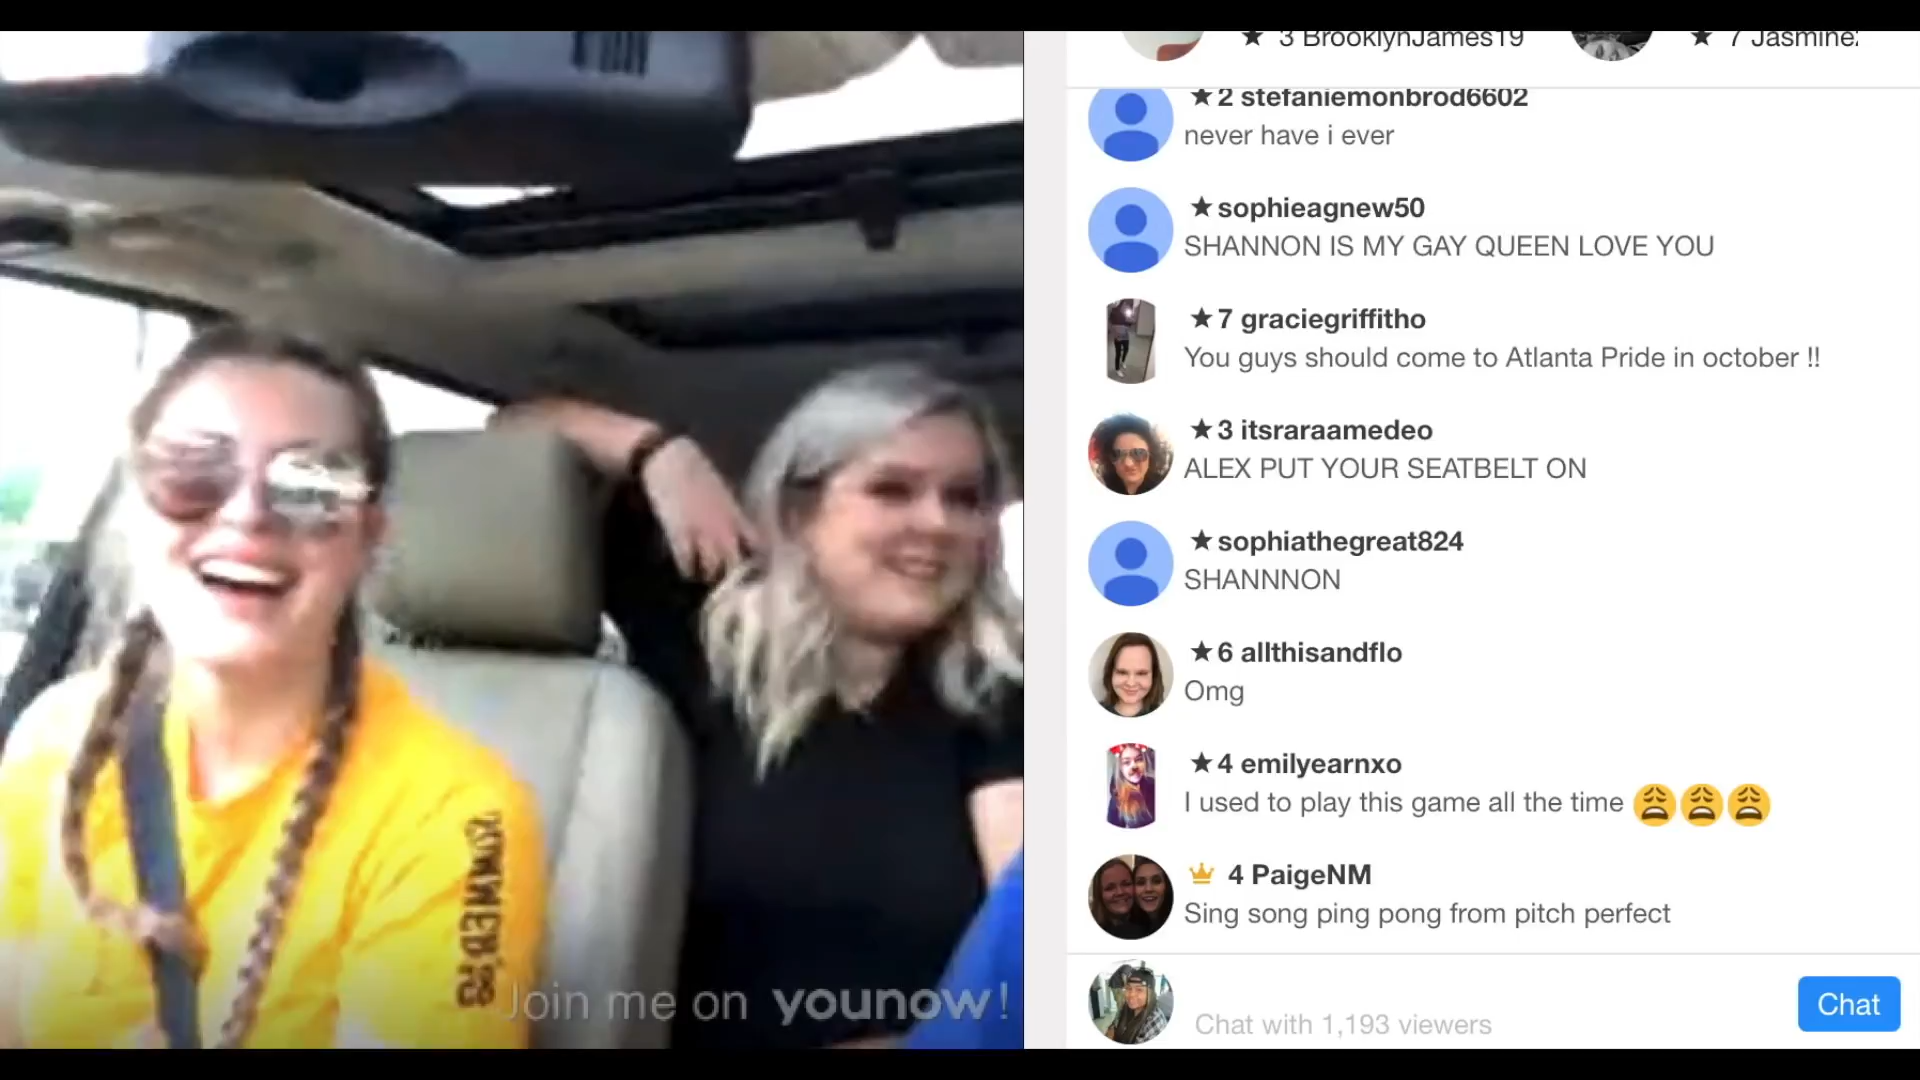 ★ 3 BrooklynJames19
★ 7 Jasmine
★ 2 stefaniemonbrod6602
never have i ever
★ sophieagnew50
SHANNON IS MY GAY QUEEN LOVE YOU
★ 7 graciegriffitho
You guys should come to Atlanta Pride in october !!
★ 3 itsraraamedeo
ALEX PUT YOUR SEATBELT ON
★ sophiathegreat824
SHANNNON
★ 6 allthisandflo
Omg
★ 4 emilyearnxo
I used to play this game all the time 😩😩😩
4 PaigeNM
Sing song ping pong from pitch perfect
Join me on younow!
Chat with 1,193 viewers
Chat